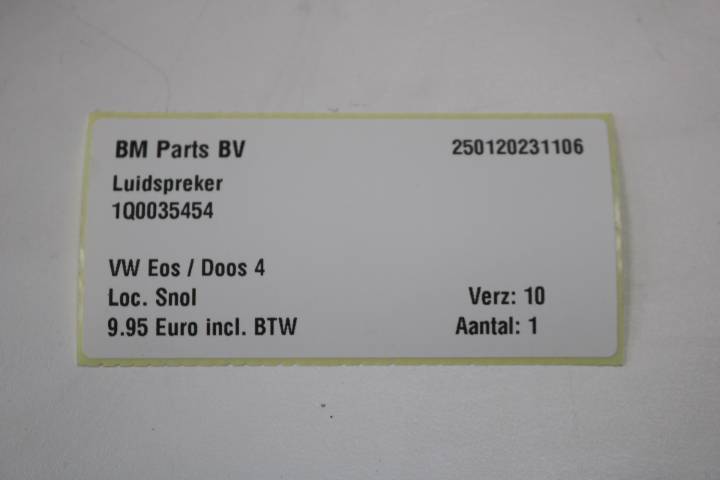 BM Parts BV 250120231106
Luidspreker
1Q0035454
VW Eos / Doos 4
Loc. Snol Verz: 10
9.95 Euro incl. BTW Aantal: 1